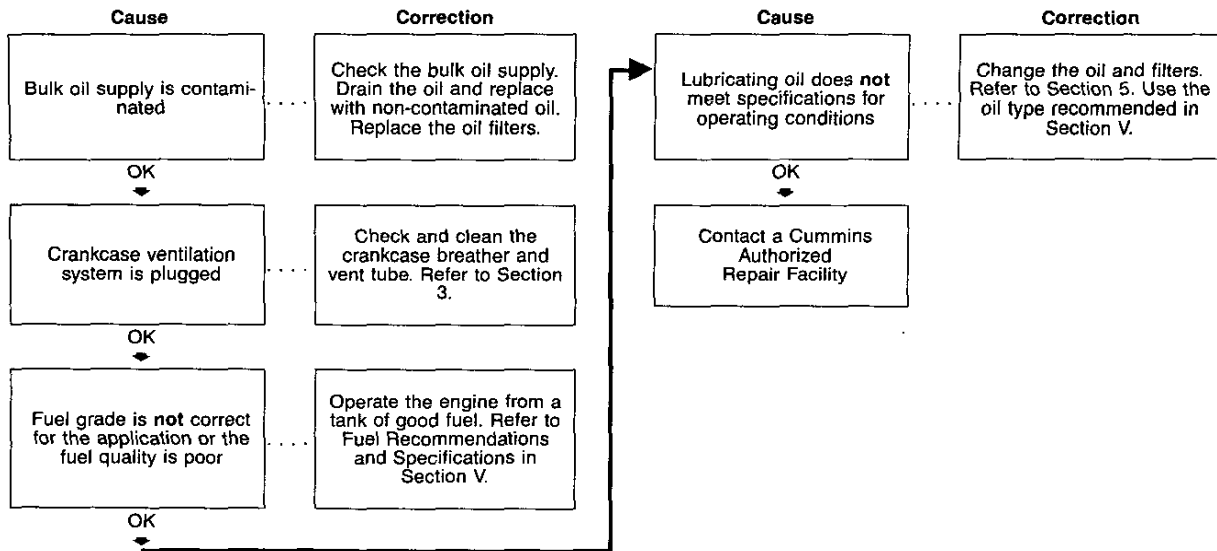 Cause
Correction
Bulk oil supply is contami-
nated
Check the bulk oil supply.
Drain the oil and replace
with non-contaminated oil.
Replace the oil filters.
OK
Crankcase ventilation
system is plugged
Check and clean the
crankcase breather and
vent tube. Refer to Section
3.
OK
Fuel grade is not correct
for the application or the
fuel quality is poor
Operate the engine from a
tank of good fuel. Refer to
Fuel Recommendations
and Specifications in
Section V.
OK
Cause
Correction
Lubricating oil does not
meet specifications for
operating conditions
Change the oil and filters.
Refer to Section 5. Use the
oil type recommended in
Section V.
OK
Contact a Cummins
Authorized
Repair Facility